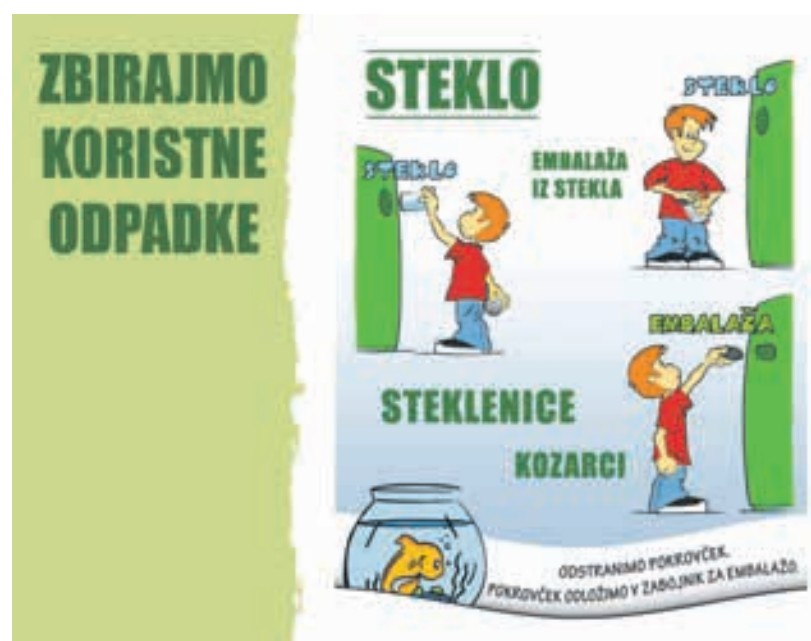 ZBIRAJMO
KORISTNE
ODPADKE
STEKLO
STEKLO
EMBALAŽA
IZ STEKLA
STEKLO
EMBALAŽA
STEKLENICE
KOZARCI
ODSTRANIMO POKROVČEK.
POKROVČEK ODLOŽIMO V ZABOJNIK ZA EMBALAŽO.